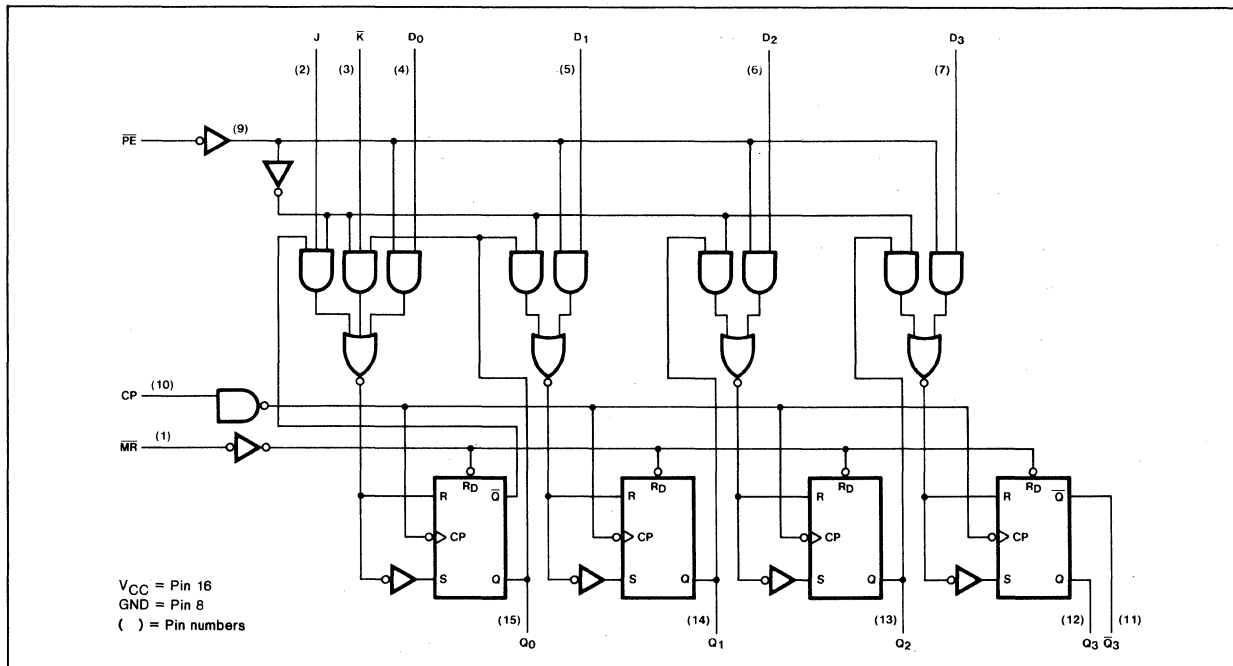 J K̅ D0 D1 D2 D3
(2) (3) (4) (5) (6) (7)
P̅E̅ (9)
CP (10)
M̅R̅ (1)
RD RD RD RD
R Q̅ R R R Q̅
CP CP CP CP
S Q S Q S Q S Q
VCC = Pin 16
GND = Pin 8
( ) = Pin numbers
(15) (14) (13) (12) (11)
Q0 Q1 Q2 Q3 Q̅3